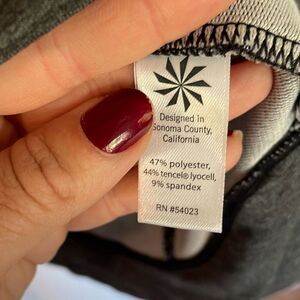 Designed in
Sonoma County,
California
47% polyester,
44% tencel® lyocell,
9% spandex
RN #54023